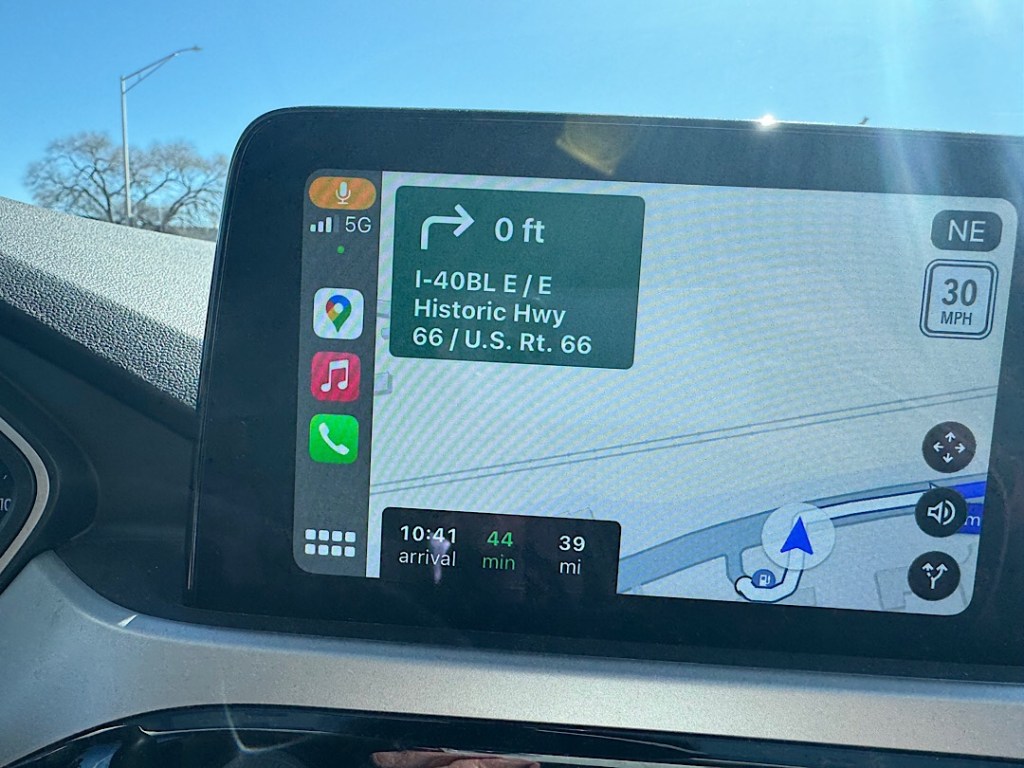 5G
0 ft
I-40BL E / E
Historic Hwy
66 / U.S. Rt. 66
NE
30
MPH
10:41 44 39
arrival min mi